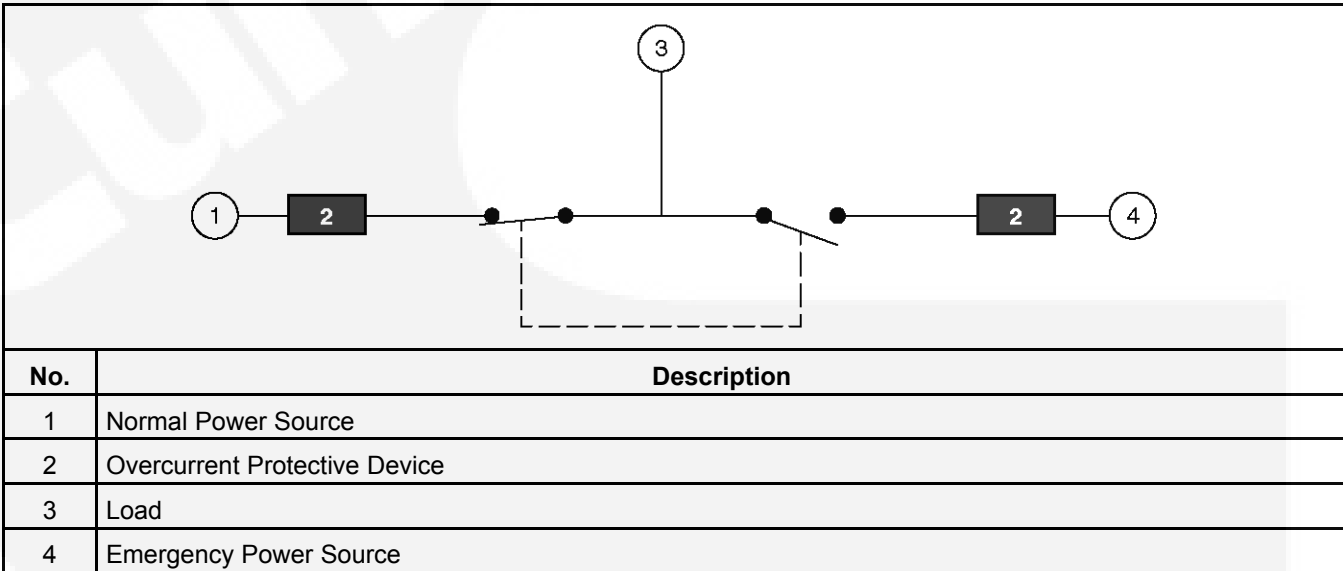 3
1
2
2
4
No. Description
1 Normal Power Source
2 Overcurrent Protective Device
3 Load
4 Emergency Power Source